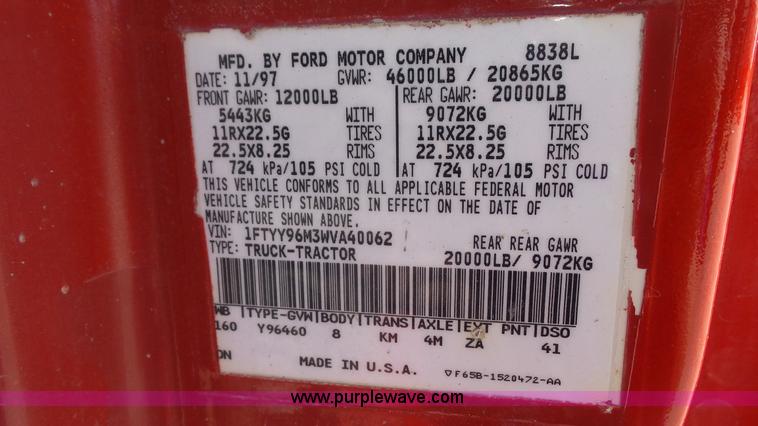 MFD. BY FORD MOTOR COMPANY 8838L
DATE: 11/97 GVWR: 46000LB / 20865KG
FRONT GAWR: 12000LB REAR GAWR: 20000LB
5443KG WITH 9072KG WITH
11RX22.5G TIRES 11RX22.5G TIRES
22.5X8.25 RIMS 22.5X8.25 RIMS
AT 724 kPa/105 PSI COLD AT 724 kPa/105 PSI COLD
THIS VEHICLE CONFORMS TO ALL APPLICABLE FEDERAL MOTOR
VEHICLE SAFETY STANDARDS IN EFFECT ON THE DATE OF
MANUFACTURE SHOWN ABOVE.
VIN: 1FTYY96M3WVA40062 REAR REAR GAWR
TRUCK-TRACTOR 20000LB/ 9072KG
WB |TYPE-GVW|BODY|TRANS|AXLE|EXT PNT|DSO
160 Y96460 8 KM 4M ZA 41
DN MADE IN U.S.A. ▽F65B-1520472-AA
www.purplewave.com